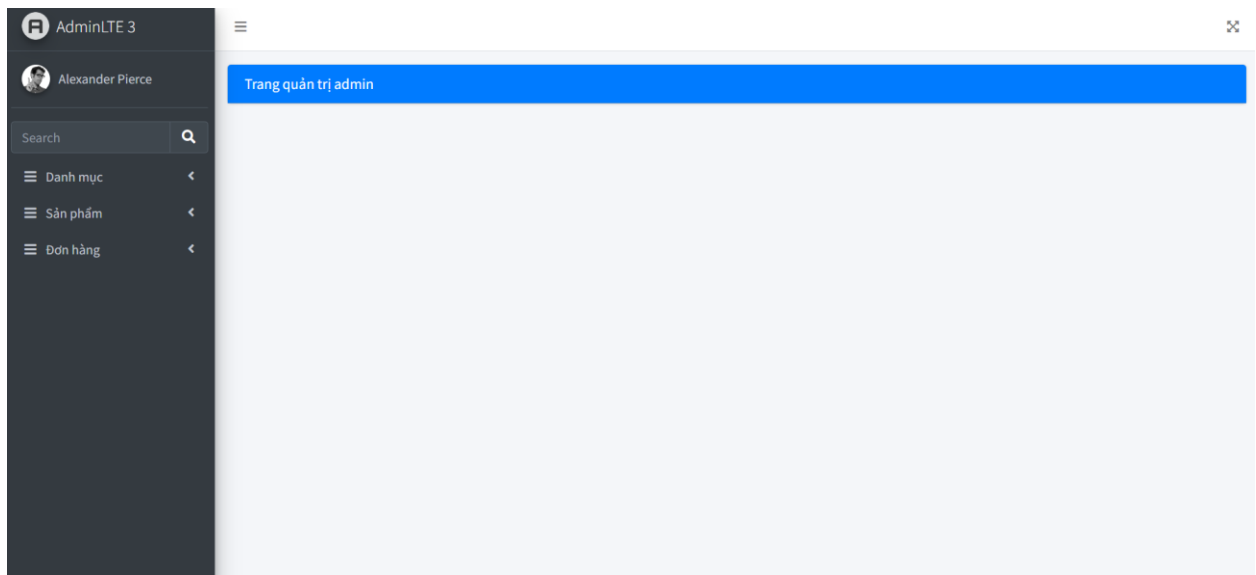 AdminLTE 3
Alexander Pierce
Search
Danh mục
Sản phẩm
Đơn hàng
Trang quản trị admin